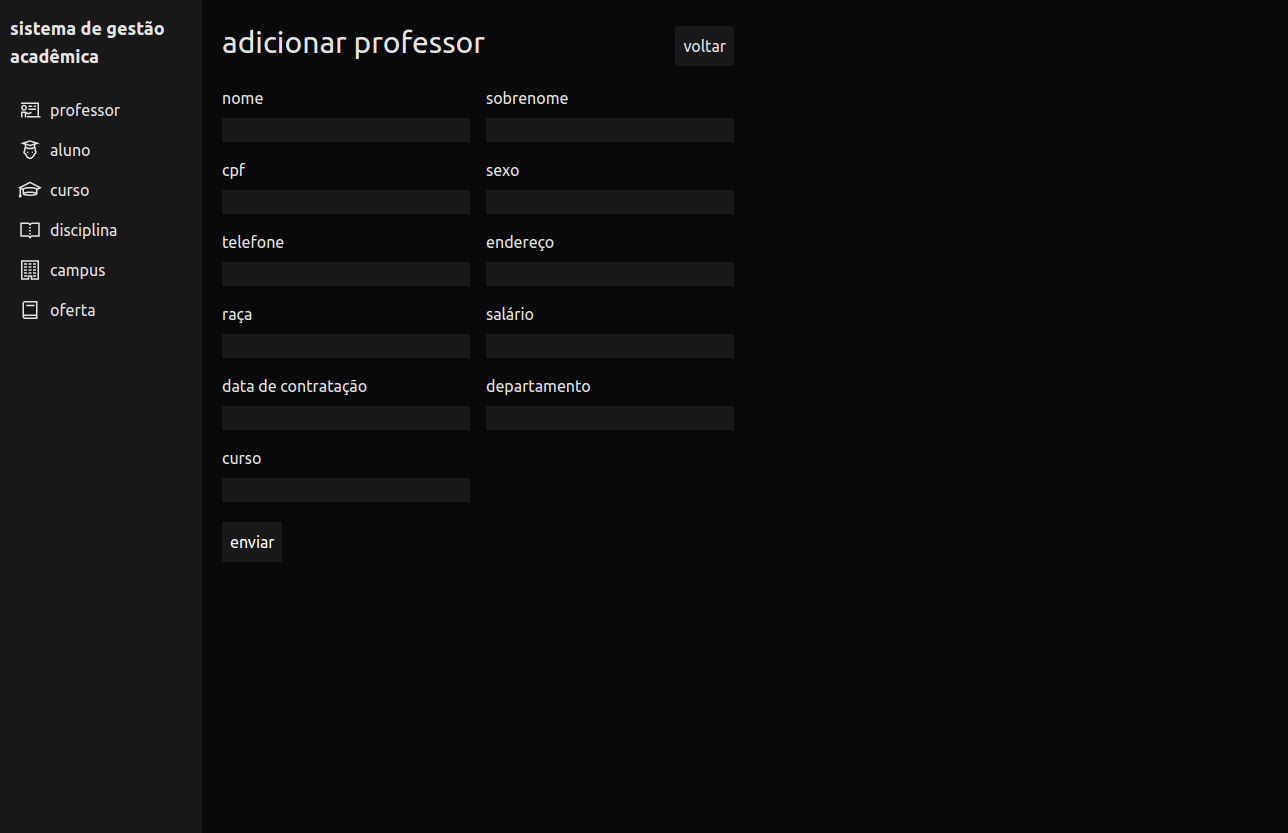 sistema de gestão
acadêmica
professor
aluno
curso
disciplina
campus
oferta
adicionar professor
voltar
nome
sobrenome
cpf
sexo
telefone
endereço
raça
salário
data de contratação
departamento
curso
enviar